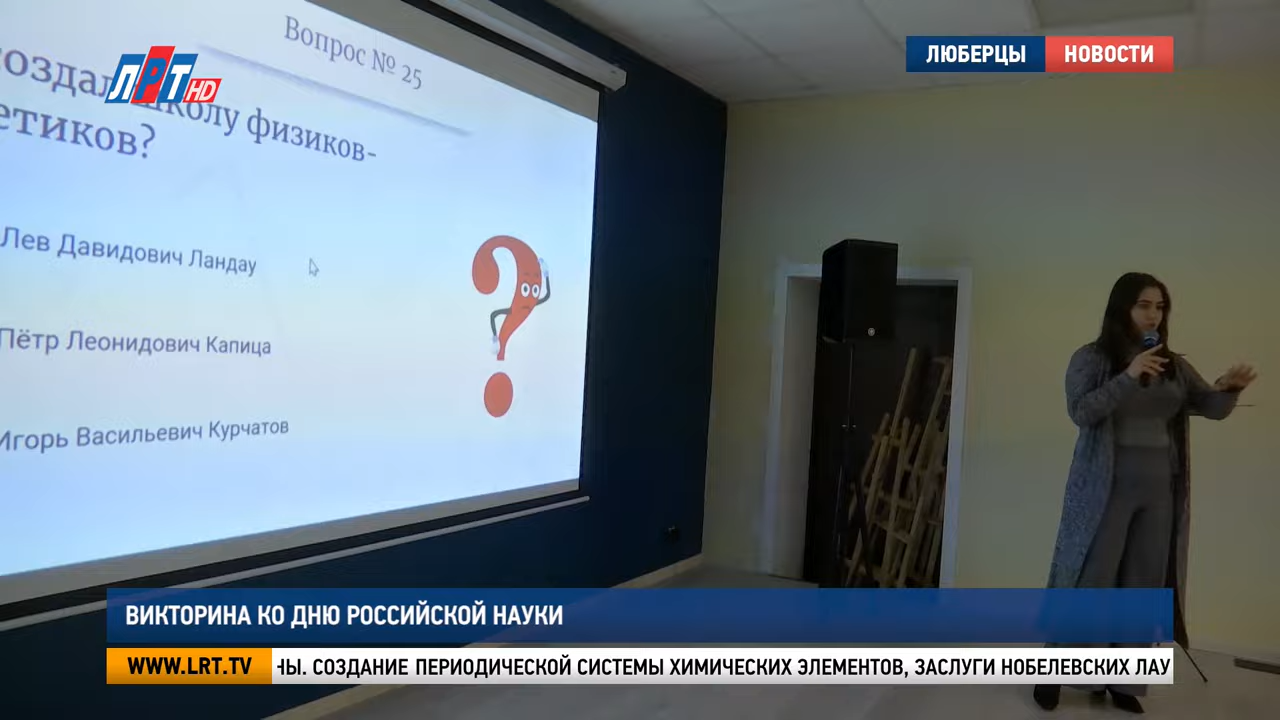 Вопрос № 25
создал школу физиков-
етиков?
Лев Давидович Ландау
Пётр Леонидович Капица
Игорь Васильевич Курчатов
ЛРТ HD
ЛЮБЕРЦЫ НОВОСТИ
ВИКТОРИНА КО ДНЮ РОССИЙСКОЙ НАУКИ
WWW.LRT.TV НЫ. СОЗДАНИЕ ПЕРИОДИЧЕСКОЙ СИСТЕМЫ ХИМИЧЕСКИХ ЭЛЕМЕНТОВ, ЗАСЛУГИ НОБЕЛЕВСКИХ ЛАУ